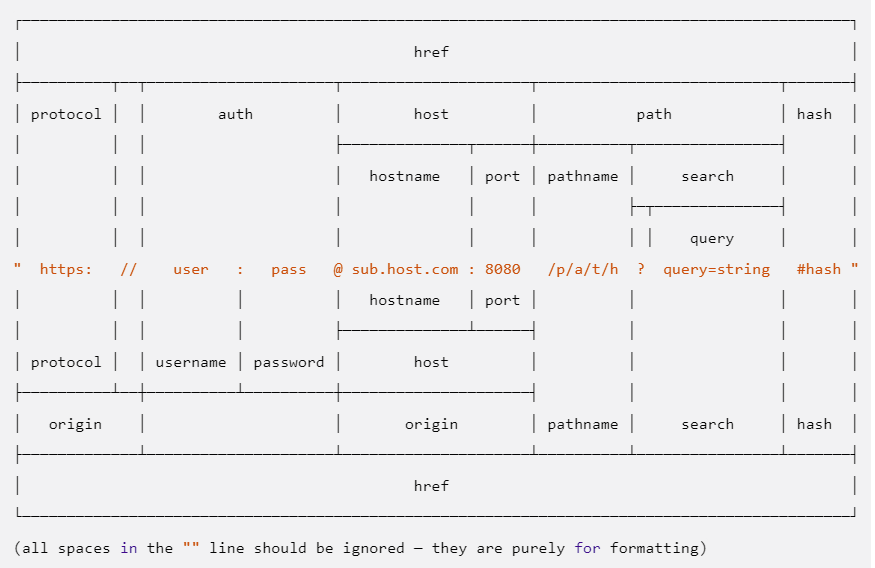 href
protocol auth host path hash
hostname port pathname search
query
" https: // user : pass @ sub.host.com : 8080 /p/a/t/h ? query=string #hash "
hostname port
protocol username password host
origin origin pathname search hash
href
(all spaces in the "" line should be ignored — they are purely for formatting)